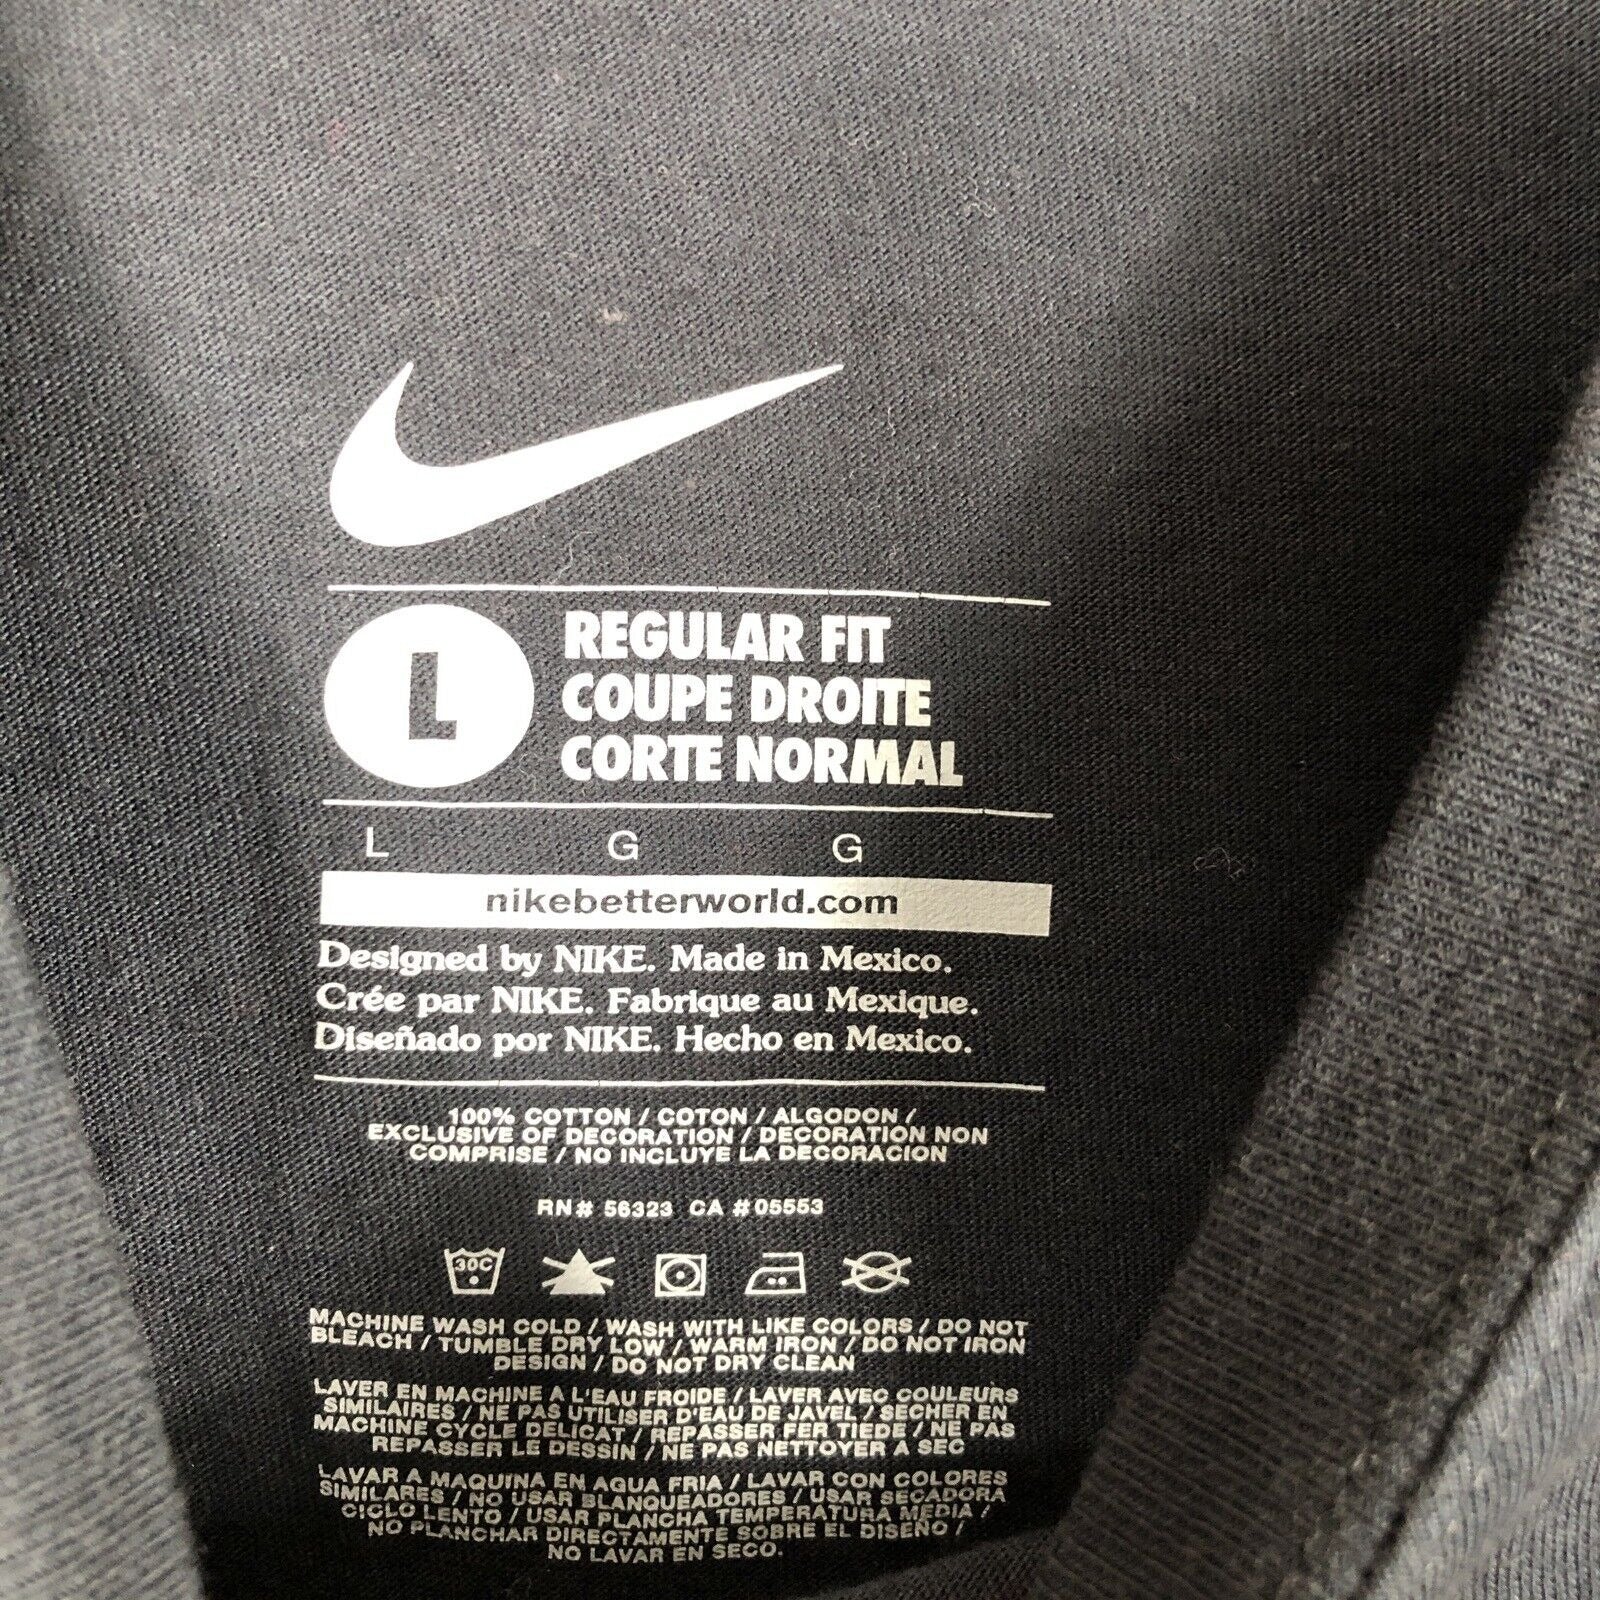 L
REGULAR FIT
COUPE DROITE
CORTE NORMAL
L G G
nikebetterworld.com
Designed by NIKE. Made in Mexico.
Crée par NIKE. Fabrique au Mexique.
Diseñado por NIKE. Hecho en Mexico.
100% COTTON / COTON / ALGODON /
EXCLUSIVE OF DECORATION / DECORATION NON
COMPRISE / NO INCLUYE LA DECORACION
RN# 56323 CA #05553
30C
MACHINE WASH COLD / WASH WITH LIKE COLORS / DO NOT
BLEACH / TUMBLE DRY LOW / WARM IRON / DO NOT IRON
DESIGN / DO NOT DRY CLEAN
LAVER EN MACHINE A L'EAU FROIDE / LAVER AVEC COULEURS
SIMILAIRES / NE PAS UTILISER D'EAU DE JAVEL / SECHER EN
MACHINE CYCLE DELICAT / REPASSER FER TIEDE / NE PAS
REPASSER LE DESSIN / NE PAS NETTOYER A SEC
LAVAR A MAQUINA EN AGUA FRIA / LAVAR CON COLORES
SIMILARES / NO USAR BLANQUEADORES / USAR SECADORA
CICLO LENTO / USAR PLANCHA TEMPERATURA MEDIA /
NO PLANCHAR DIRECTAMENTE SOBRE EL DISEÑO /
NO LAVAR EN SECO.